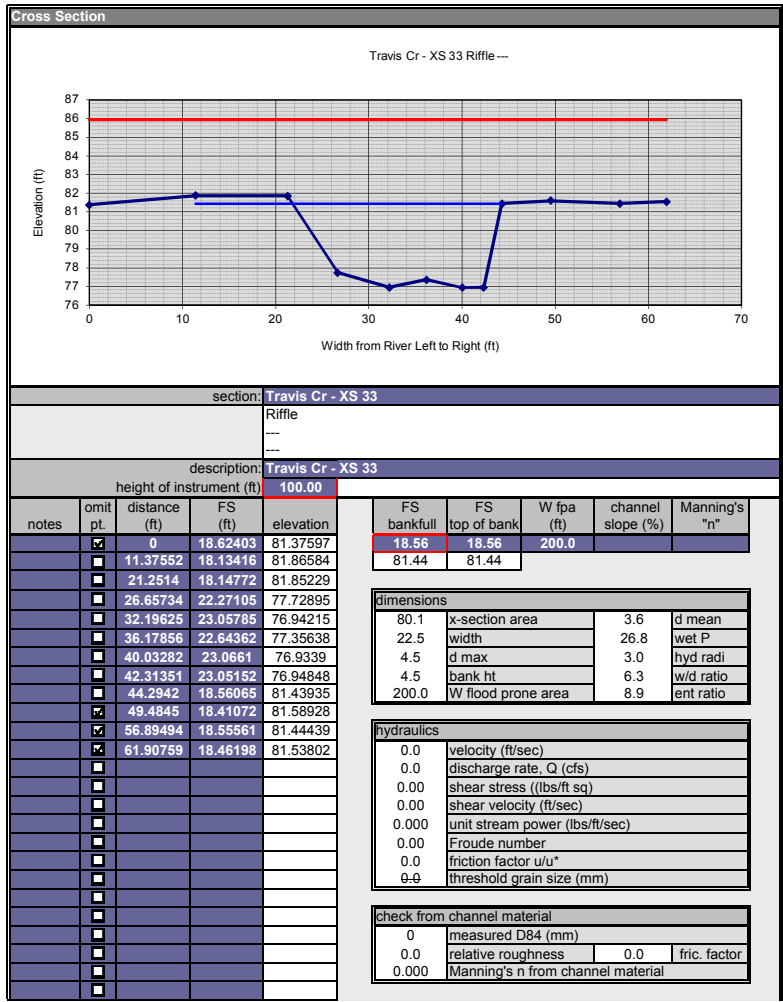 Cross Section
Travis Cr - XS 33 Riffle ---
87
86
85
84
83
82
81
80
79
78
77
76
Elevation (ft)
0 10 20 30 40 50 60 70
Width from River Left to Right (ft)
section: Travis Cr - XS 33
Riffle
---
---
description: Travis Cr - XS 33
height of instrument (ft) 100.00
notes omit pt. distance (ft) FS (ft) elevation
0 18.62403 81.37597
11.37552 18.13416 81.86584
21.2514 18.14772 81.85229
26.65734 22.27105 77.72895
32.19625 23.05785 76.94215
36.17856 22.64362 77.35638
40.03282 23.0661 76.9339
42.31351 23.05152 76.94848
44.2942 18.56065 81.43935
49.4845 18.41072 81.58928
56.89494 18.55561 81.44439
61.90759 18.46198 81.53802
FS bankfull FS top of bank W fpa (ft) channel slope (%) Manning's "n"
18.56 18.56 200.0
81.44 81.44
dimensions
80.1 x-section area 3.6 d mean
22.5 width 26.8 wet P
4.5 d max 3.0 hyd radi
4.5 bank ht 6.3 w/d ratio
200.0 W flood prone area 8.9 ent ratio
hydraulics
0.0 velocity (ft/sec)
0.0 discharge rate, Q (cfs)
0.00 shear stress ((lbs/ft sq)
0.00 shear velocity (ft/sec)
0.000 unit stream power (lbs/ft/sec)
0.00 Froude number
0.0 friction factor u/u*
0.0 threshold grain size (mm)
check from channel material
0 measured D84 (mm)
0.0 relative roughness 0.0 fric. factor
0.000 Manning's n from channel material